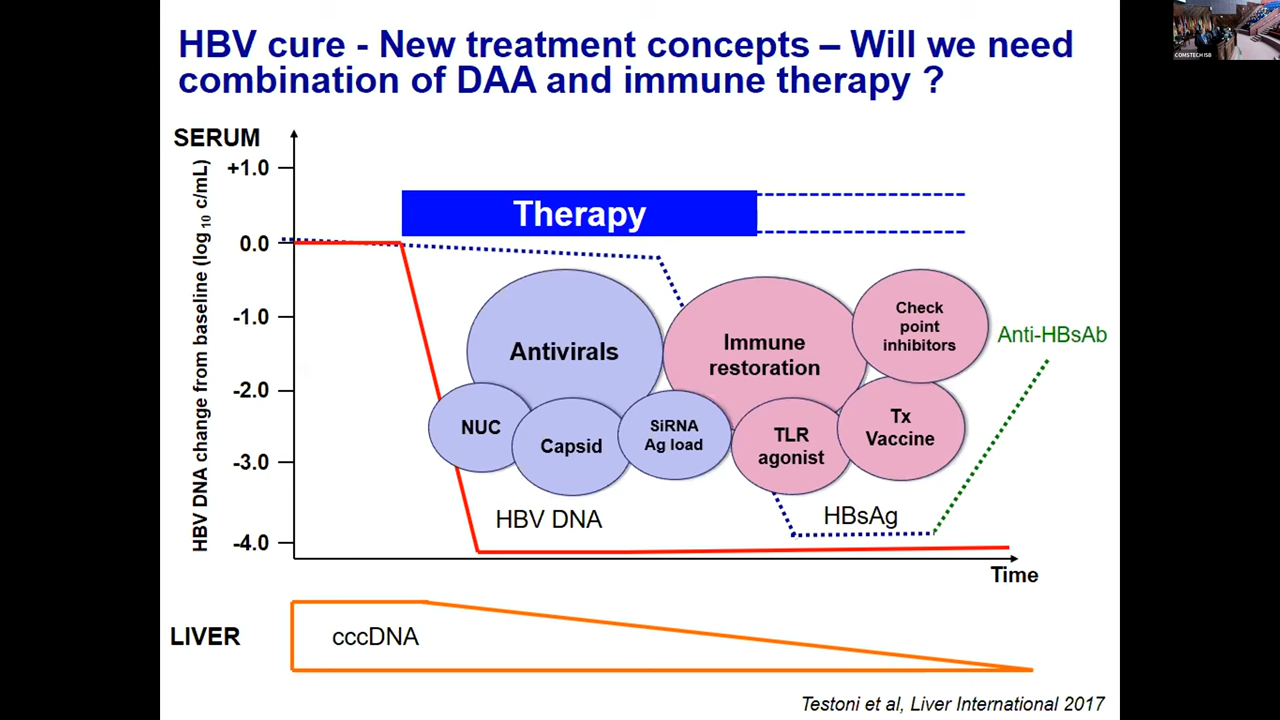 HBV cure - New treatment concepts – Will we need
combination of DAA and immune therapy ?
COMSTECH ISB
SERUM
HBV DNA change from baseline (log 10 c/mL)
+1.0
0.0
-1.0
-2.0
-3.0
-4.0
Therapy
Antivirals
NUC
Capsid
SiRNA
Ag load
Immune
restoration
TLR
agonist
Tx
Vaccine
Check
point
inhibitors
Anti-HBsAb
HBV DNA
HBsAg
Time
LIVER
cccDNA
Testoni et al, Liver International 2017